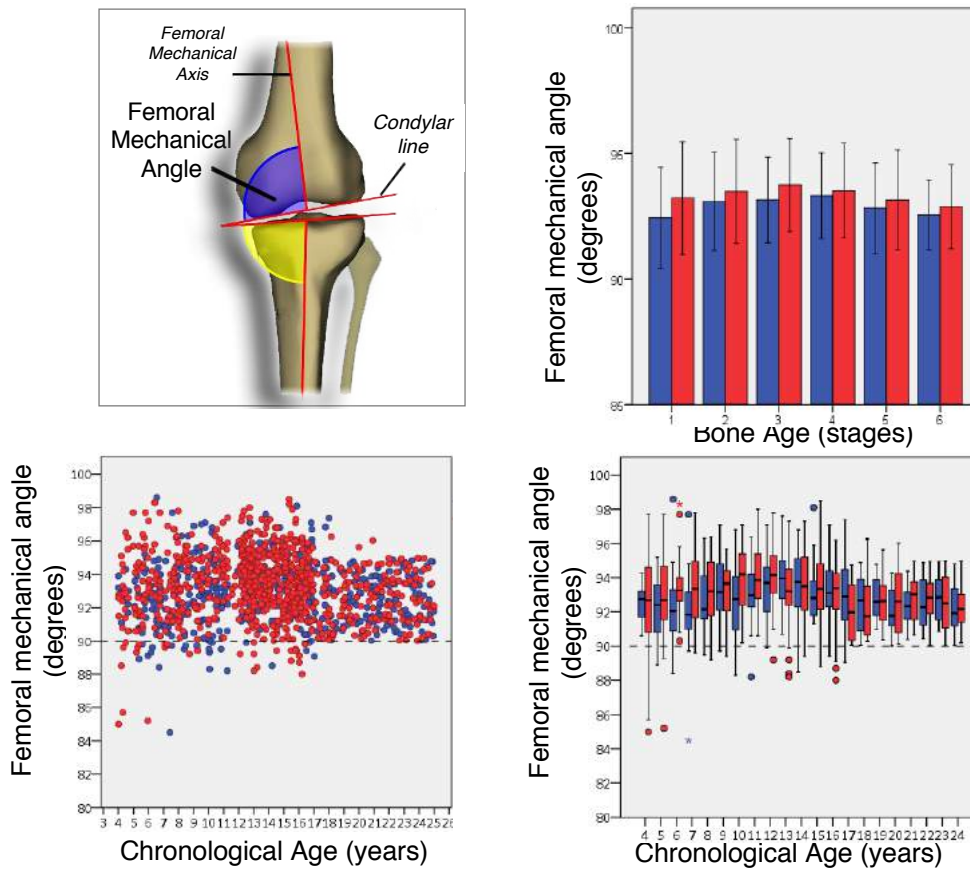 Femoral
Mechanical
Axis
Femoral
Mechanical
Angle
Condylar
line
Femoral mechanical angle
(degrees)
100
95
90
85
1 2 3 4 5 6
Bone Age (stages)
Femoral mechanical angle
(degrees)
100
98
96
94
92
90
88
86
84
82
80
3 4 5 6 7 8 9 10 11 12 13 14 15 16 17 18 19 20 21 22 23 24 25 26
Chronological Age (years)
Femoral mechanical angle
(degrees)
100
98
96
94
92
90
88
86
84
82
80
4 5 6 7 8 9 10 11 12 13 14 15 16 17 18 19 20 21 22 23 24
Chronological Age (years)